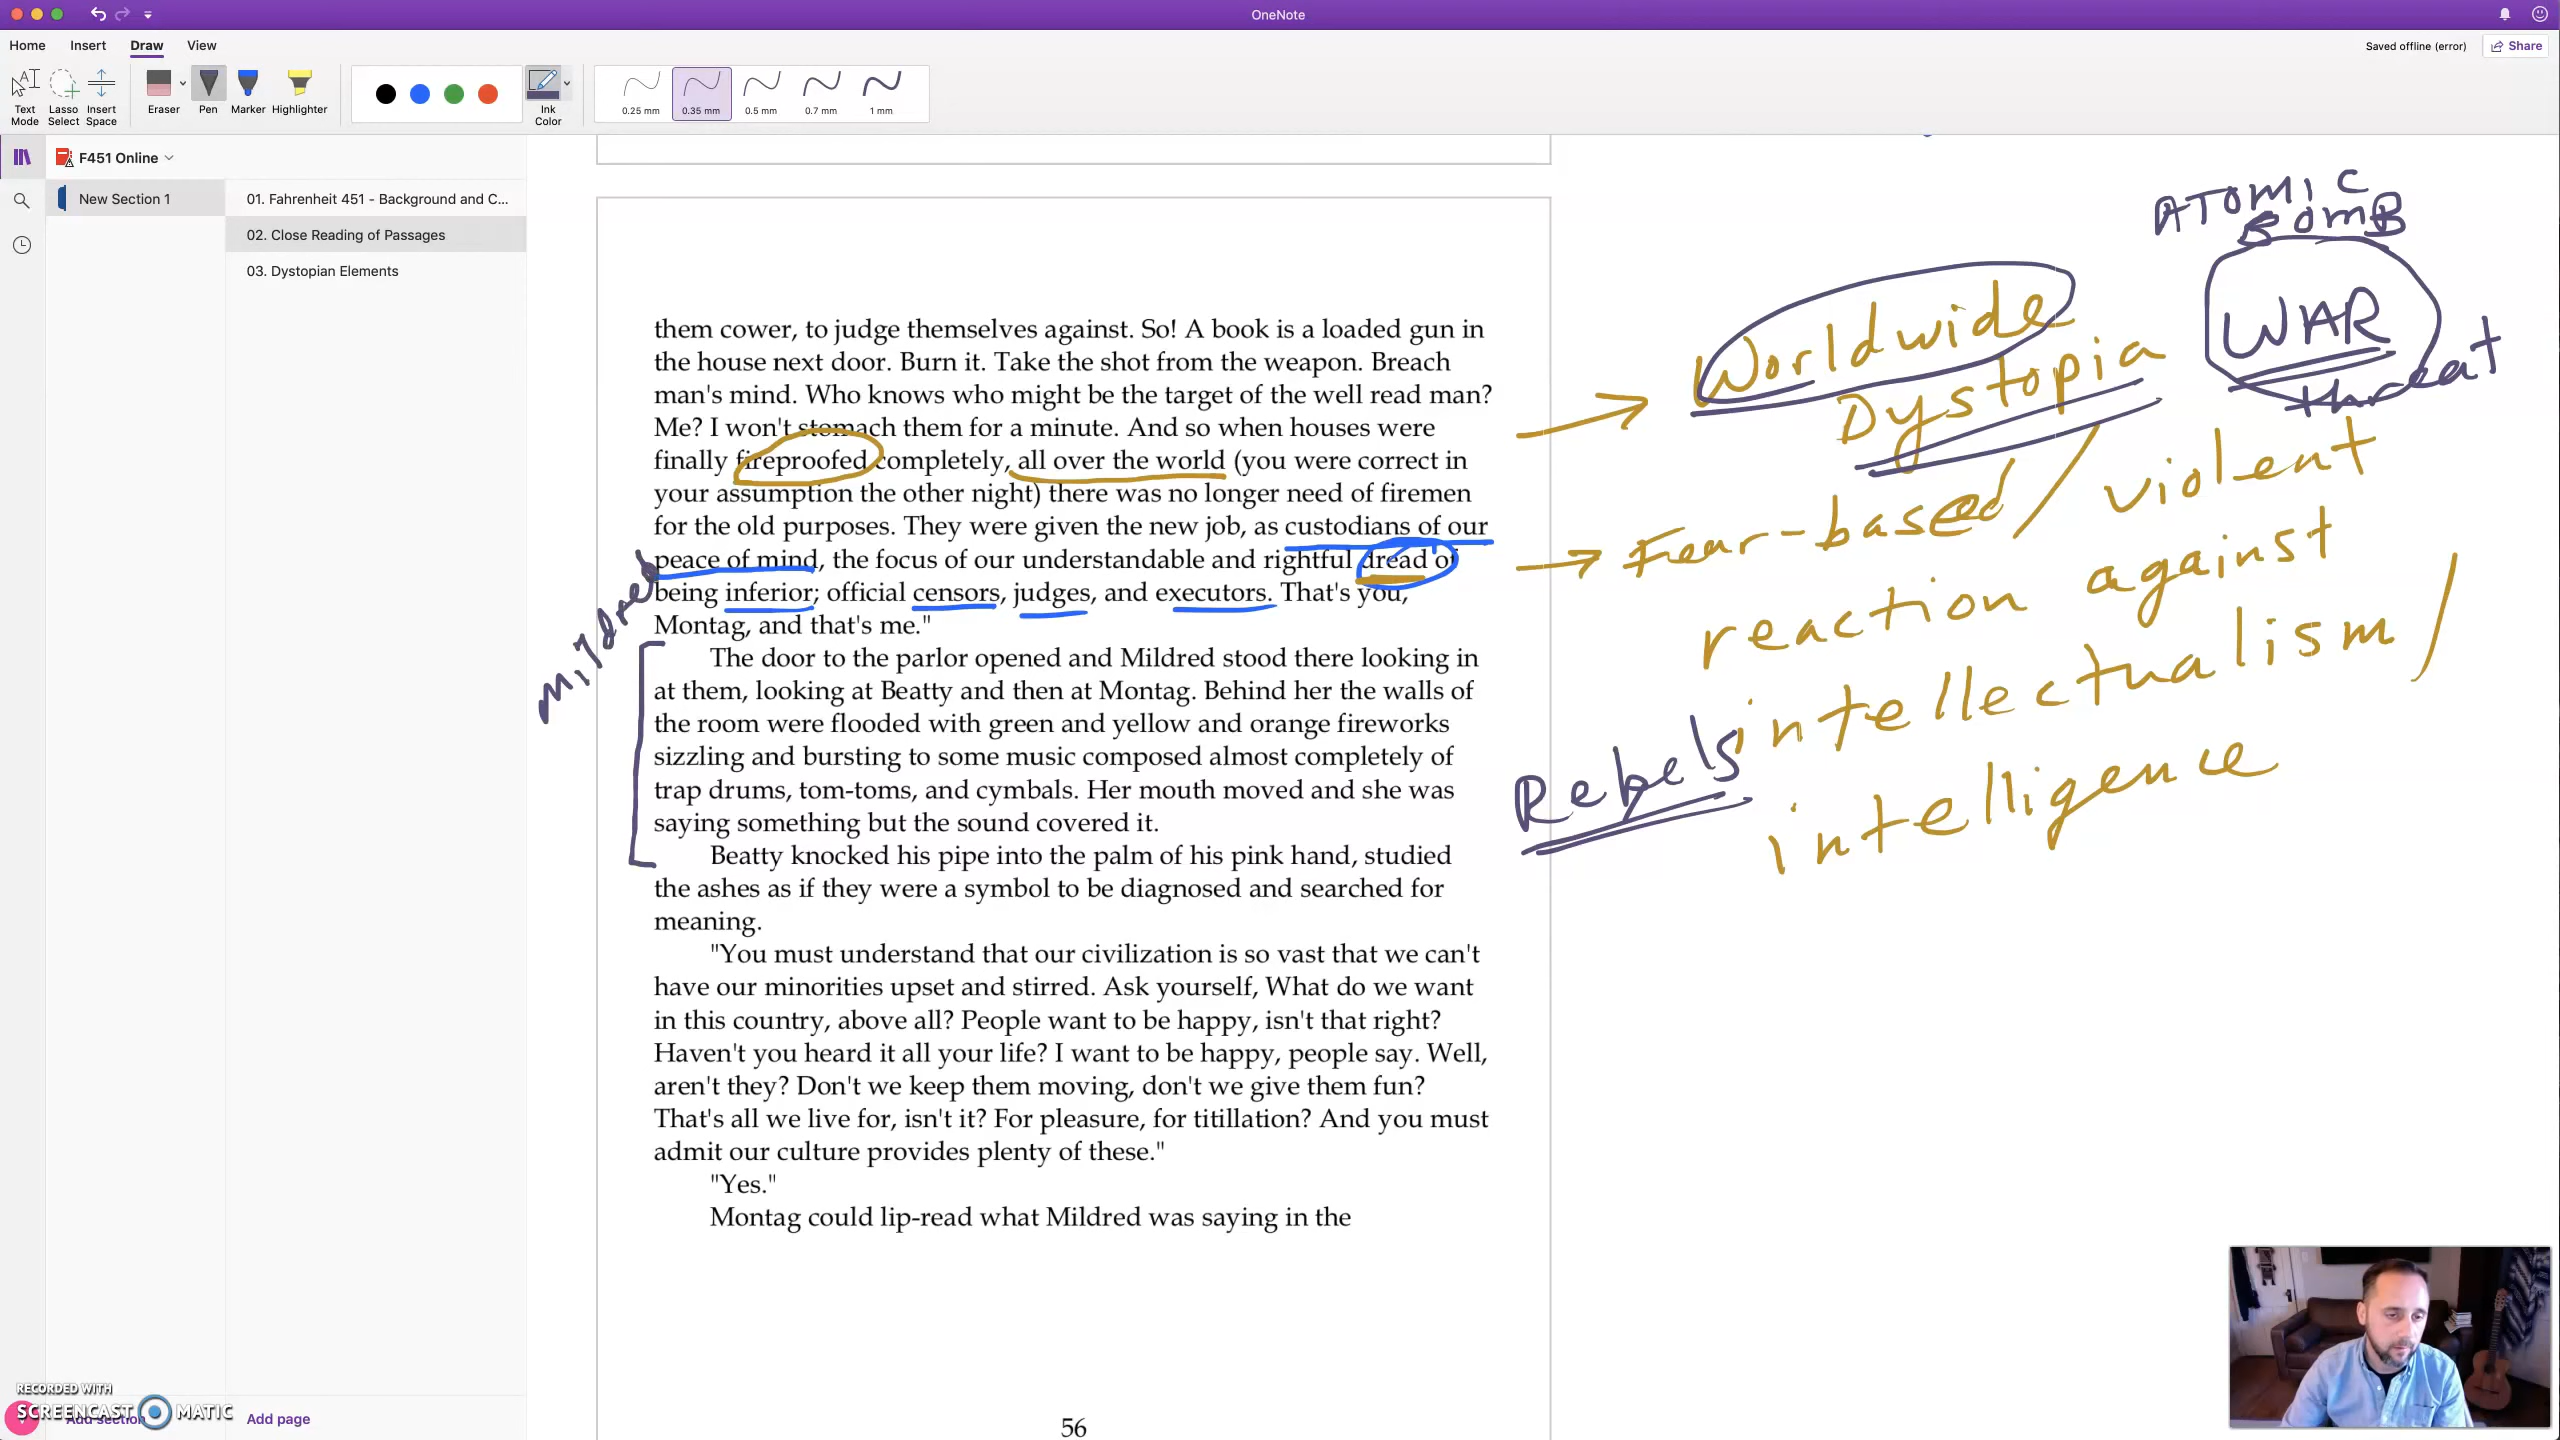 OneNote
Home Insert Draw View
Saved offline (error) Share
Text Mode
Lasso Select
Insert Space
Eraser
Pen
Marker
Highlighter
Ink Color
0.25 mm
0.35 mm
0.5 mm
0.7 mm
1 mm
F451 Online
New Section 1
01. Fahrenheit 451 - Background and C...
02. Close Reading of Passages
03. Dystopian Elements
them cower, to judge themselves against. So! A book is a loaded gun in
the house next door. Burn it. Take the shot from the weapon. Breach
man's mind. Who knows who might be the target of the well read man?
Me? I won't stomach them for a minute. And so when houses were
finally fireproofed completely, all over the world (you were correct in
your assumption the other night) there was no longer need of firemen
for the old purposes. They were given the new job, as custodians of our
peace of mind, the focus of our understandable and rightful dread of
being inferior; official censors, judges, and executors. That's you,
Montag, and that's me."
The door to the parlor opened and Mildred stood there looking in
at them, looking at Beatty and then at Montag. Behind her the walls of
the room were flooded with green and yellow and orange fireworks
sizzling and bursting to some music composed almost completely of
trap drums, tom-toms, and cymbals. Her mouth moved and she was
saying something but the sound covered it.
Beatty knocked his pipe into the palm of his pink hand, studied
the ashes as if they were a symbol to be diagnosed and searched for
meaning.
"You must understand that our civilization is so vast that we can't
have our minorities upset and stirred. Ask yourself, What do we want
in this country, above all? People want to be happy, isn't that right?
Haven't you heard it all your life? I want to be happy, people say. Well,
aren't they? Don't we keep them moving, don't we give them fun?
That's all we live for, isn't it? For pleasure, for titillation? And you must
admit our culture provides plenty of these."
"Yes."
Montag could lip-read what Mildred was saying in the
56
Mildred
ATOMIC
BOMB
WAR
threat
Worldwide
Dystopia
Fear-based / violent
reaction against
intellectualism /
intelligence
Rebels
RECORDED WITH
SCREENCAST MATIC
Add section
Add page